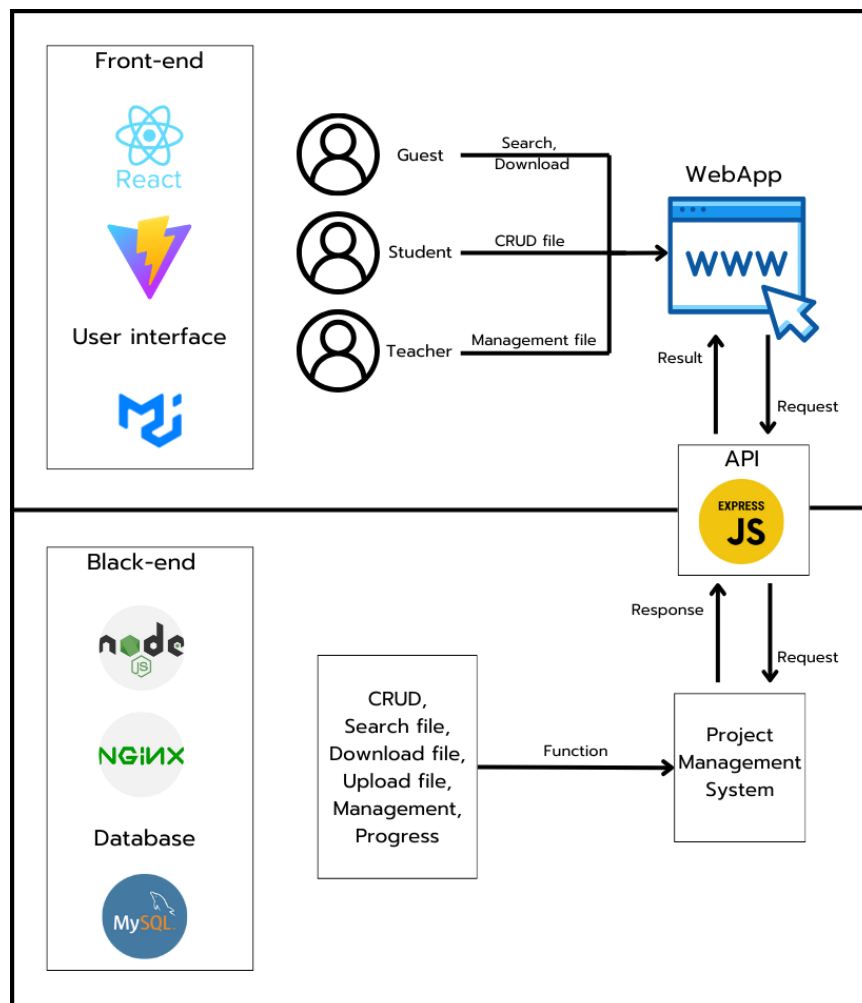 Front-end
React
User interface
Guest
Search,
Download
Student
CRUD file
Teacher
Management file
WebApp
WWW
Result
Request
API
EXPRESS
JS
Black-end
node
JS
NGINX
Database
MySQL
CRUD,
Search file,
Download file,
Upload file,
Management,
Progress
Function
Response
Request
Project
Management
System